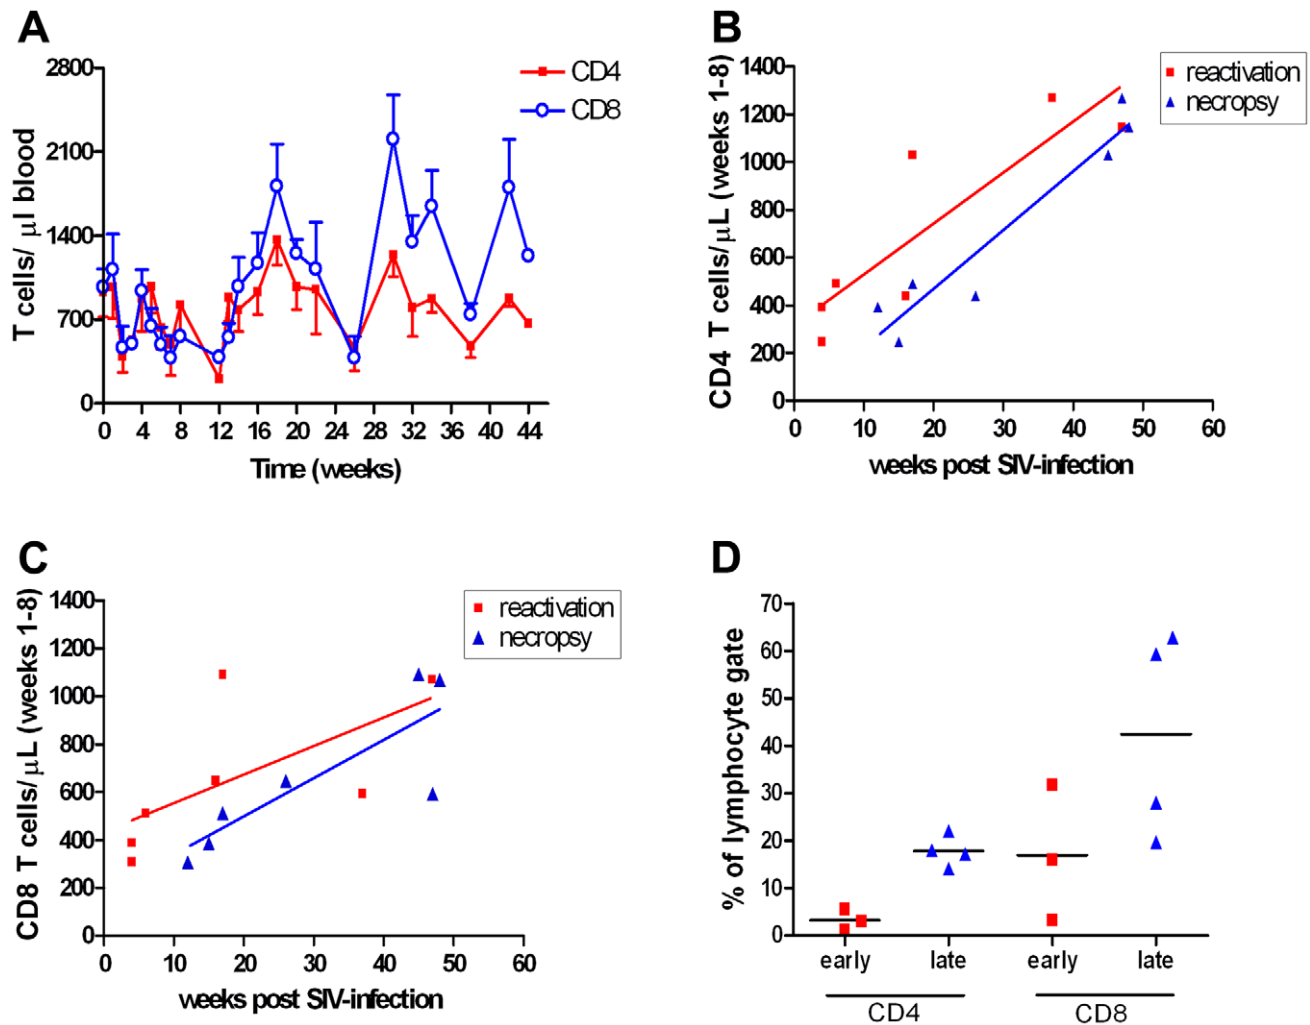 A
T cells/ μl blood
2800
2100
1400
700
0
0 4 8 12 16 20 24 28 32 36 40 44
Time (weeks)
CD4
CD8
B
CD4 T cells/μL (weeks 1-8)
1400
1200
1000
800
600
400
200
0
0 10 20 30 40 50 60
weeks post SIV-infection
reactivation
necropsy
C
CD8 T cells/μL (weeks 1-8)
1400
1200
1000
800
600
400
200
0
0 10 20 30 40 50 60
weeks post SIV-infection
reactivation
necropsy
D
% of lymphocyte gate
70
60
50
40
30
20
10
0
early late early late
CD4 CD8